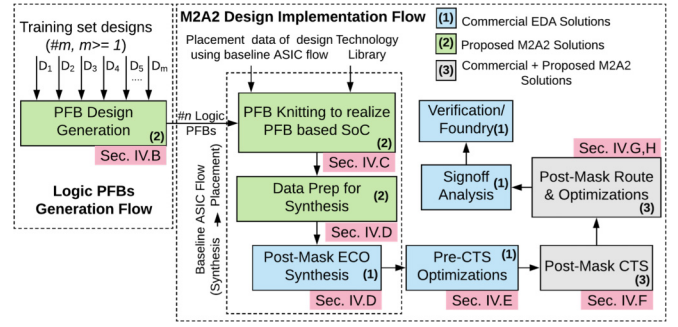 Training set designs
(#m, m>= 1)
D1 D2 D3 D4 D5 .... Dm
PFB Design
Generation
(2)
Sec. IV.B
Logic PFBs
Generation Flow
#n Logic
PFBs
M2A2 Design Implementation Flow
Placement data of design
using baseline ASIC flow
Technology
Library
(1) Commercial EDA Solutions
(2) Proposed M2A2 Solutions
(3) Commercial + Proposed M2A2
Solutions
PFB Knitting to realize
PFB based SoC
(2)
Sec. IV.C
Data Prep for
Synthesis
(2)
Sec. IV.D
Baseline ASIC Flow
(Synthesis → Placement)
Post-Mask ECO
Synthesis
(1)
Sec. IV.D
Pre-CTS
Optimizations
(1)
Sec. IV.E
Post-Mask CTS
(3)
Sec. IV.F
Sec. IV.G,H
Post-Mask Route
& Optimizations
(3)
Signoff
Analysis
(1)
Verification/
Foundry(1)